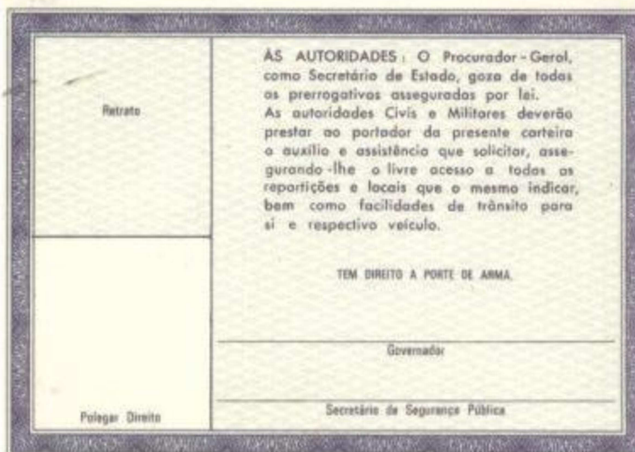 Retrato
ÀS AUTORIDADES: O Procurador-Geral,
como Secretário de Estado, goza de todas
as prerrogativas asseguradas por lei.
As autoridades Civis e Militares deverão
prestar ao portador da presente carteira
o auxílio e assistência que solicitar, asse-
gurando-lhe o livre acesso a todas as
repartições e locais que o mesmo indicar,
bem como facilidades de trânsito para
si e respectivo veículo.
TEM DIREITO A PORTE DE ARMA.
Governador
Secretário de Segurança Pública
Polegar Direito